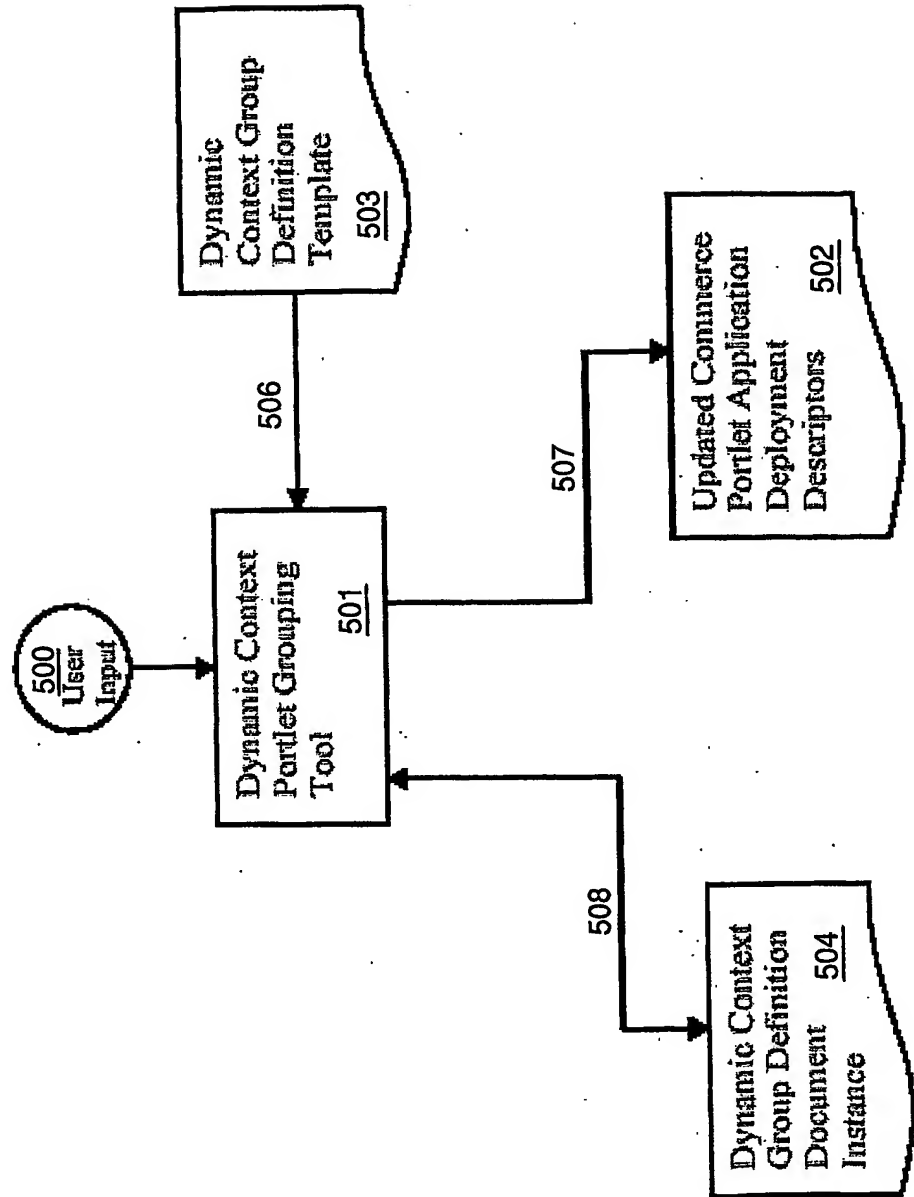 500
User
Input
Dynamic Context
Portlet Grouping
Tool
501
506
Dynamic
Context Group
Definition
Template
503
508
507
Dynamic Context
Group Definition
Document
504
Instance
Updated Commerce
Portlet Application
Deployment
502
Descriptors